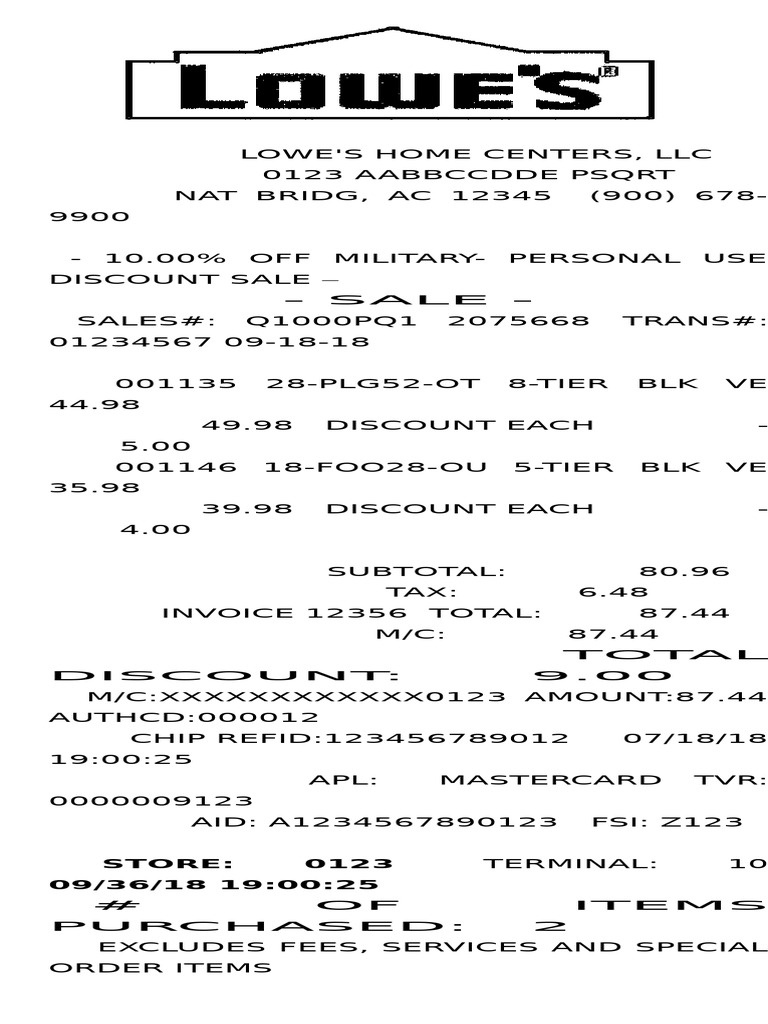 LOWE'S®
LOWE'S HOME CENTERS, LLC
0123 AABBCCDDE PSQRT
NAT BRIDG, AC 12345 (900) 678-
9900
- 10.00% OFF MILITARY- PERSONAL USE
DISCOUNT SALE –
– SALE –
SALES#: Q1000PQ1 2075668 TRANS#:
01234567 09-18-18
001135 28-PLG52-OT 8-TIER BLK VE
44.98
49.98 DISCOUNT EACH -
5.00
001146 18-FOO28-OU 5-TIER BLK VE
35.98
39.98 DISCOUNT EACH -
4.00
SUBTOTAL: 80.96
TAX: 6.48
INVOICE 12356 TOTAL: 87.44
M/C: 87.44
TOTAL
DISCOUNT: 9.00
M/C:XXXXXXXXXXXX0123 AMOUNT:87.44
AUTHCD:000012
CHIP REFID:123456789012 07/18/18
19:00:25
APL: MASTERCARD TVR:
0000009123
AID: A1234567890123 FSI: Z123
STORE: 0123 TERMINAL: 10
09/36/18 19:00:25
# OF ITEMS
PURCHASED: 2
EXCLUDES FEES, SERVICES AND SPECIAL
ORDER ITEMS